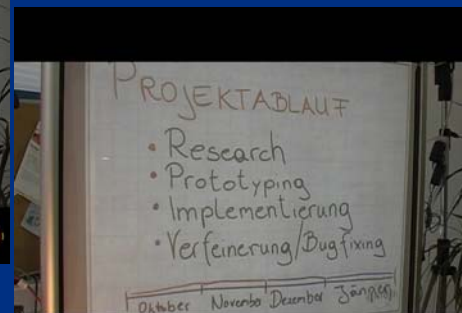 PROJEKTABLAUF
• Research
• Prototyping
• Implementierung
• Verfeinerung/Bugfixing
Oktober November Dezember Jänner